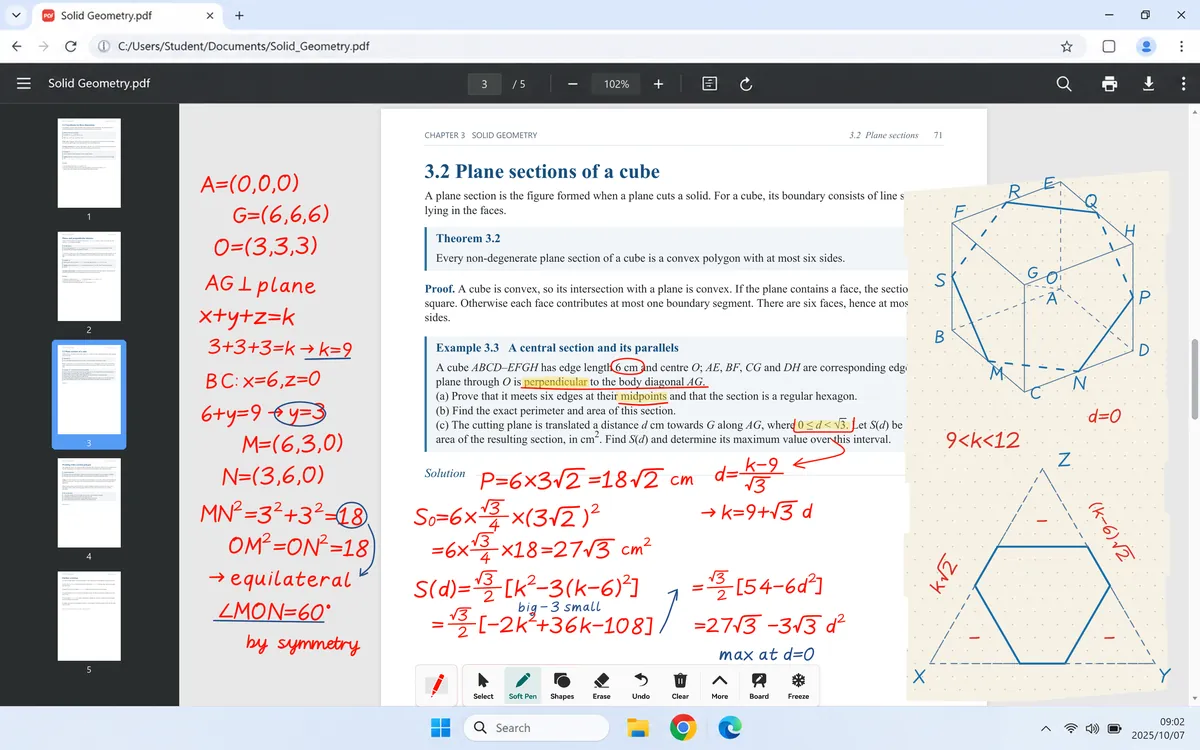 Solid Geometry.pdf
C:/Users/Student/Documents/Solid_Geometry.pdf
Solid Geometry.pdf
3 / 5
102%
1
2
3
4
5
A=(0,0,0)
G=(6,6,6)
O=(3,3,3)
AG⊥plane
x+y+z=k
3+3+3=k→k=9
BC: x=6,z=0
6+y=9→y=3
M=(6,3,0)
N=(3,6,0)
MN²=3²+3²=18
OM²=ON²=18
→equilateral
∠MON=60°
by symmetry
CHAPTER 3 SOLID GEOMETRY
3.2 Plane sections 71
3.2 Plane sections of a cube
A plane section is the figure formed when a plane cuts a solid. For a cube, its boundary consists of line s
lying in the faces.
Theorem 3.2
Every non-degenerate plane section of a cube is a convex polygon with at most six sides.
Proof. A cube is convex, so its intersection with a plane is convex. If the plane contains a face, the sectio
square. Otherwise each face contributes at most one boundary segment. There are six faces, hence at mos
sides.
Example 3.3 A central section and its parallels
A cube ABCD–EFGH has edge length 6 cm and centre O; AE, BF, CG and DH are corresponding edge
plane through O is perpendicular to the body diagonal AG.
(a) Prove that it meets six edges at their midpoints and that the section is a regular hexagon.
(b) Find the exact perimeter and area of this section.
(c) The cutting plane is translated a distance d cm towards G along AG, where 0 ≤ d < √3. Let S(d) be
area of the resulting section, in cm². Find S(d) and determine its maximum value over this interval.
Solution
P=6×3√2=18√2 cm
S₀=6×√3/4×(3√2)²
=6×√3/4×18=27√3 cm²
S(d)=√3/2[k²-3(k-6)²]
big-3 small
=√3/2[-2k²+36k-108]
d=k-9/√3
→k=9+√3 d
=√3/2[54-6d²]
=27√3-3√3 d²
max at d=0
E
R
Q
F
H
S
G
O
A
P
B
D
M
N
C
d=0
9<k<12
Z
k√2
(k-6)√2
-
-
-
X
Y
Select
Soft Pen
Shapes
Erase
Undo
Clear
More
Board
Freeze
Search
09:02
2025/10/07